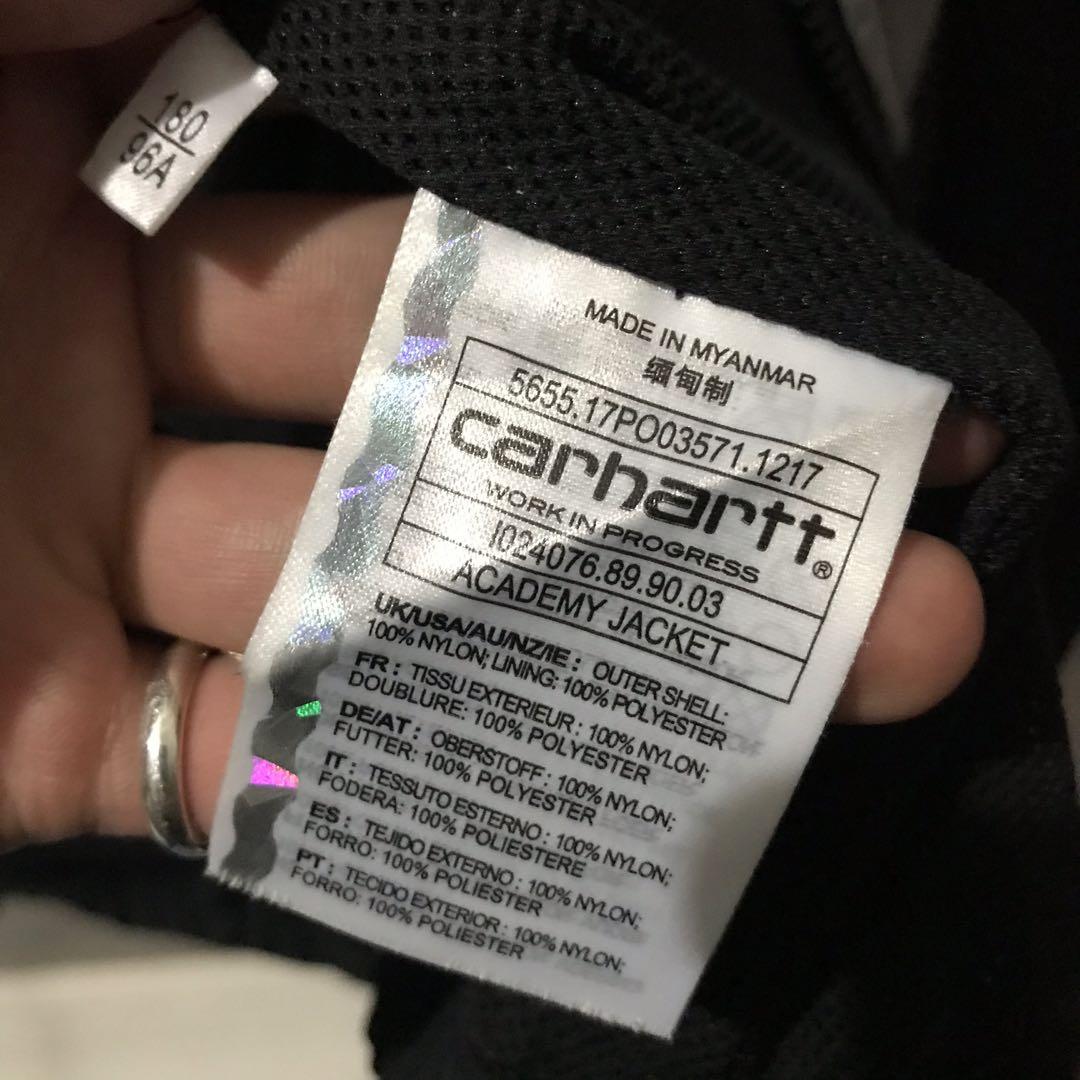 180
96A
MADE IN MYANMAR
缅甸制
5655.17PO03571.1217
carhartt®
WORK IN PROGRESS
I024076.89.90.03
ACADEMY JACKET
UK/USA/AU/NZ/IE : OUTER SHELL:
100% NYLON; LINING: 100% POLYESTER
FR : TISSU EXTERIEUR : 100% NYLON;
DOUBLURE: 100% POLYESTER
DE/AT : OBERSTOFF : 100% NYLON;
FUTTER: 100% POLYESTER
IT : TESSUTO ESTERNO : 100% NYLON;
FODERA: 100% POLIESTERE
ES : TEJIDO EXTERNO : 100% NYLON;
FORRO: 100% POLIESTER
PT : TECIDO EXTERIOR : 100% NYLON;
FORRO: 100% POLIESTER